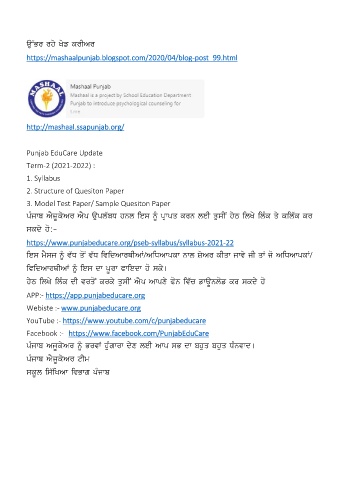 ਉੱਭਰ ਰਹੇ ਖੇਡ ਕਰੀਅਰ
https://mashaalpunjab.blogspot.com/2020/04/blog-post_99.html
MASHAAL
Mashaal Punjab
Mashaal is a project by School Education Department
Punjab to introduce psychological counseling for
http://mashaal.ssapunjab.org/
Punjab EduCare Update
Term-2 (2021-2022) :
1. Syllabus
2. Structure of Quesiton Paper
3. Model Test Paper/ Sample Quesiton Paper
ਪੰਜਾਬ ਐਜੂਕੇਅਰ ਐਪ ਉਪਲੱਬਧ ਹਨਲ ਇਸ ਨੂੰ ਪ੍ਰਾਪਤ ਕਰਨ ਲਈ ਤੁਸੀਂ ਹੇਠ ਲਿਖੇ ਲਿੰਕ ਤੇ ਕਲਿੱਕ ਕਰ
ਸਕਦੇ ਹੋ:-
https://www.punjabeducare.org/pseb-syllabus/syllabus-2021-22
ਇਸ ਮੈਸਜ ਨੂੰ ਵੱਧ ਤੋਂ ਵੱਧ ਵਿਦਿਆਰਥੀਆਂ/ਅਧਿਆਪਕਾ ਨਾਲ ਸ਼ੇਅਰ ਕੀਤਾ ਜਾਵੇ ਜੀ ਤਾਂ ਜੋ ਅਧਿਆਪਕਾਂ/
ਵਿਦਿਆਰਥੀਆਂ ਨੂੰ ਇਸ ਦਾ ਪੂਰਾ ਫਾਇਦਾ ਹੋ ਸਕੇ।
ਹੇਠ ਲਿਖੇ ਲਿੰਕ ਦੀ ਵਰਤੋਂ ਕਰਕੇ ਤੁਸੀਂ ਐਪ ਆਪਣੇ ਫੋਨ ਵਿੱਚ ਡਾਊਨਲੋਡ ਕਰ ਸਕਦੇ ਹੋ
APP:- https://app.punjabeducare.org
Webiste :- www.punjabeducare.org
YouTube :- https://www.youtube.com/c/punjabeducare
Facebook :- https://www.facebook.com/PunjabEduCare
ਪੰਜਾਬ ਅਜੂਕੇਅਰ ਨੂੰ ਭਰਵਾਂ ਹੁੰਗਾਰਾ ਦੇਣ ਲਈ ਆਪ ਸਭ ਦਾ ਬਹੁਤ ਬਹੁਤ ਧੰਨਵਾਦ।
ਪੰਜਾਬ ਐਜੂਕੇਅਰ ਟੀਮ
ਸਕੂਲ ਸਿੱਖਿਆ ਵਿਭਾਗ ਪੰਜਾਬ